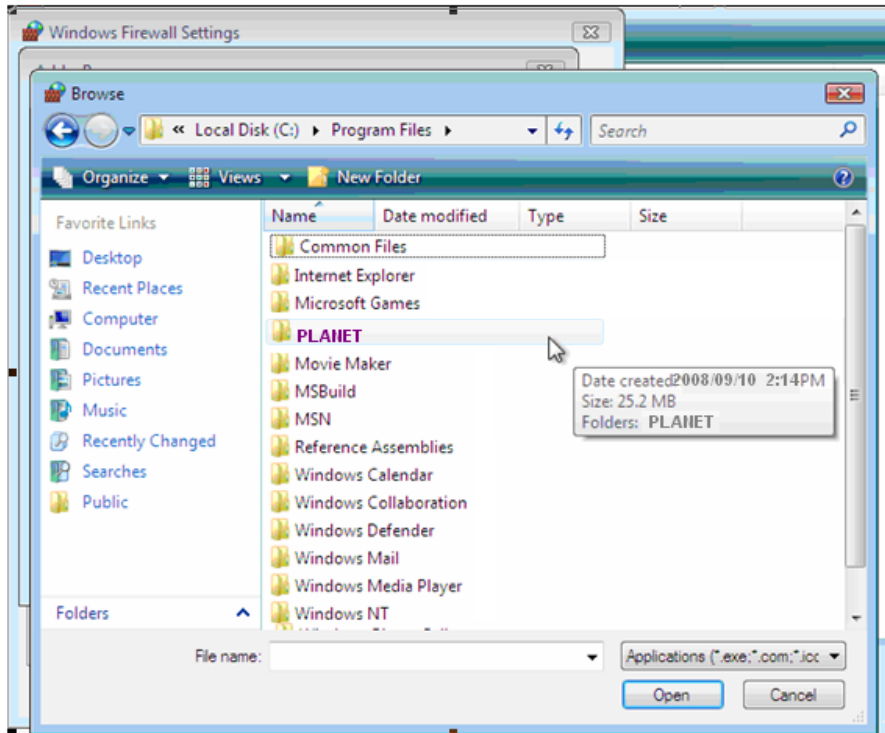 Windows Firewall Settings
Browse
« Local Disk (C:) ▸ Program Files ▸
Search
Organize
Views
New Folder
Favorite Links
Desktop
Recent Places
Computer
Documents
Pictures
Music
Recently Changed
Searches
Public
Folders
Name Date modified Type Size
Common Files
Internet Explorer
Microsoft Games
PLANET
Movie Maker
MSBuild
MSN
Reference Assemblies
Windows Calendar
Windows Collaboration
Windows Defender
Windows Mail
Windows Media Player
Windows NT
Date created2008/09/10 2:14PM
Size: 25.2 MB
Folders: PLANET
File name:
Applications (*.exe;*.com;*.icc
Open
Cancel